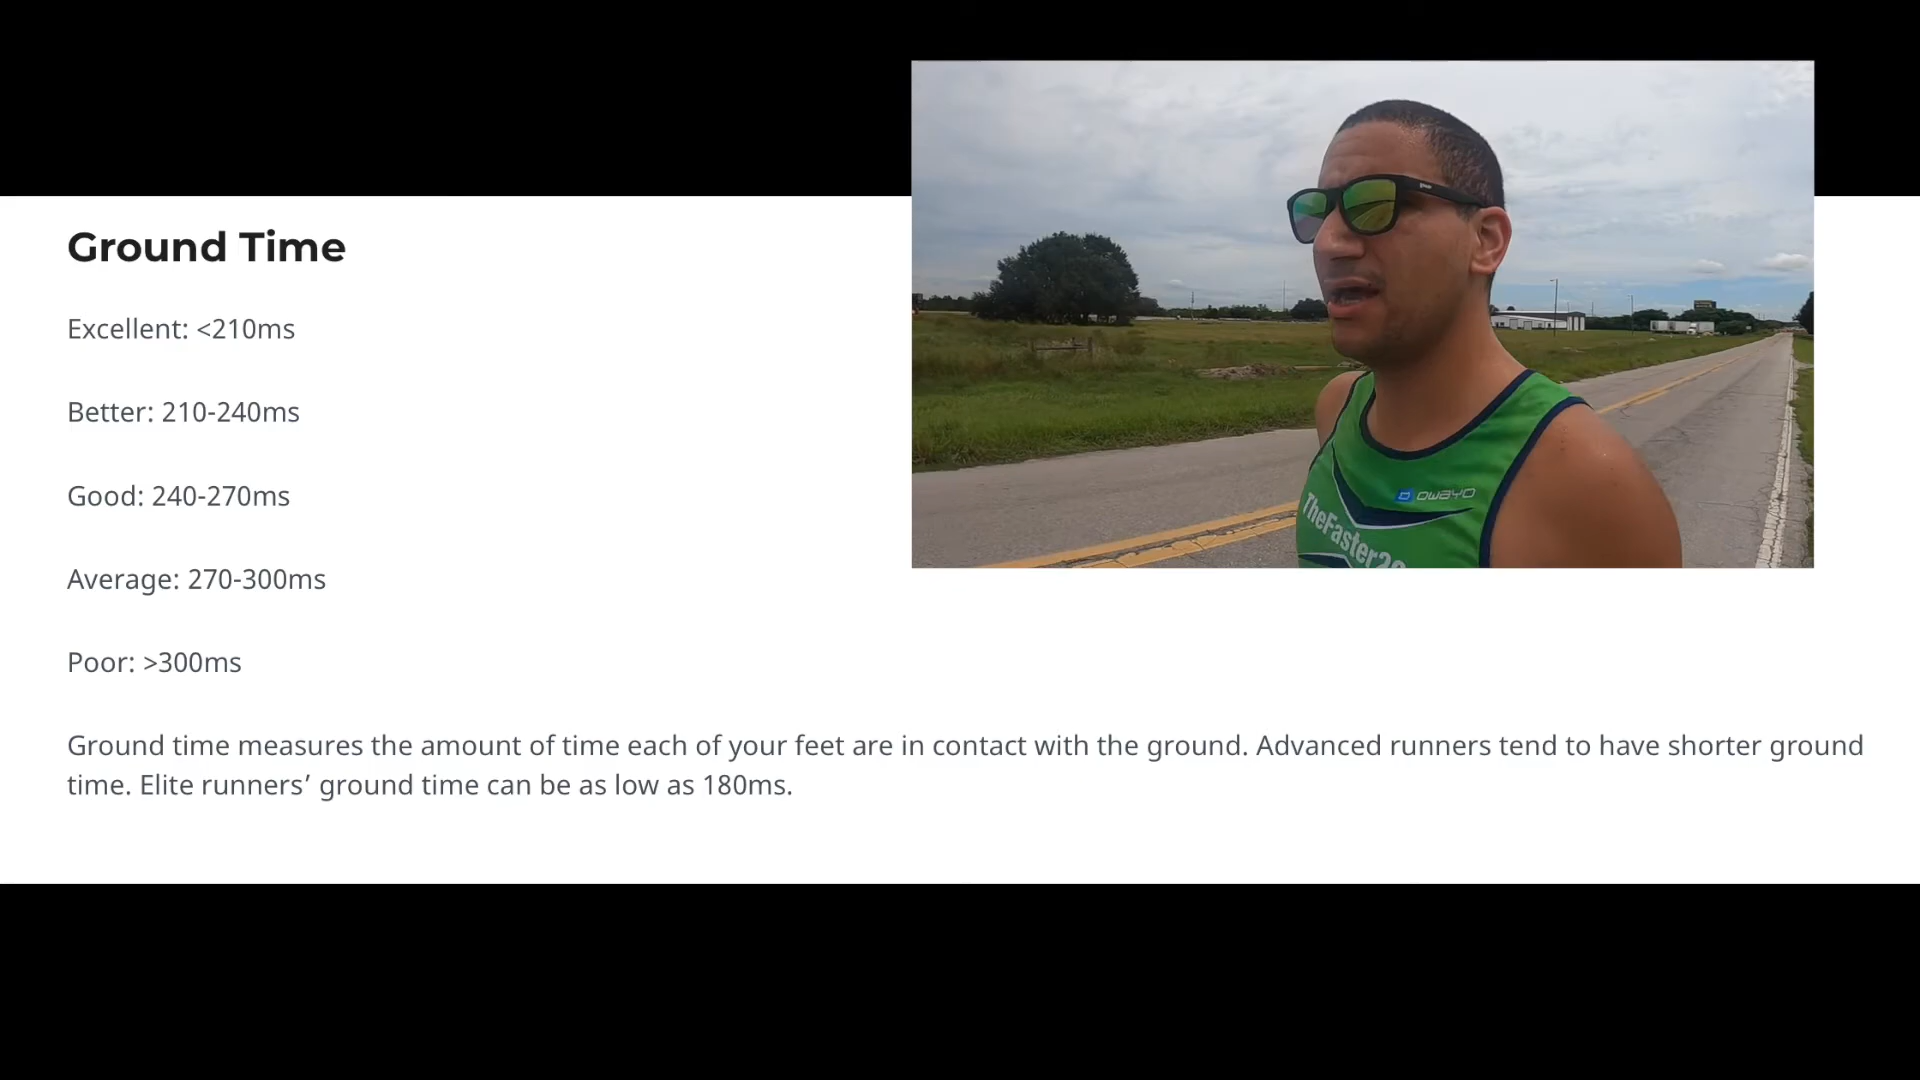 Ground Time
Excellent: <210ms
Better: 210-240ms
Good: 240-270ms
Average: 270-300ms
Poor: >300ms
Ground time measures the amount of time each of your feet are in contact with the ground. Advanced runners tend to have shorter ground
time. Elite runners’ ground time can be as low as 180ms.
owayo